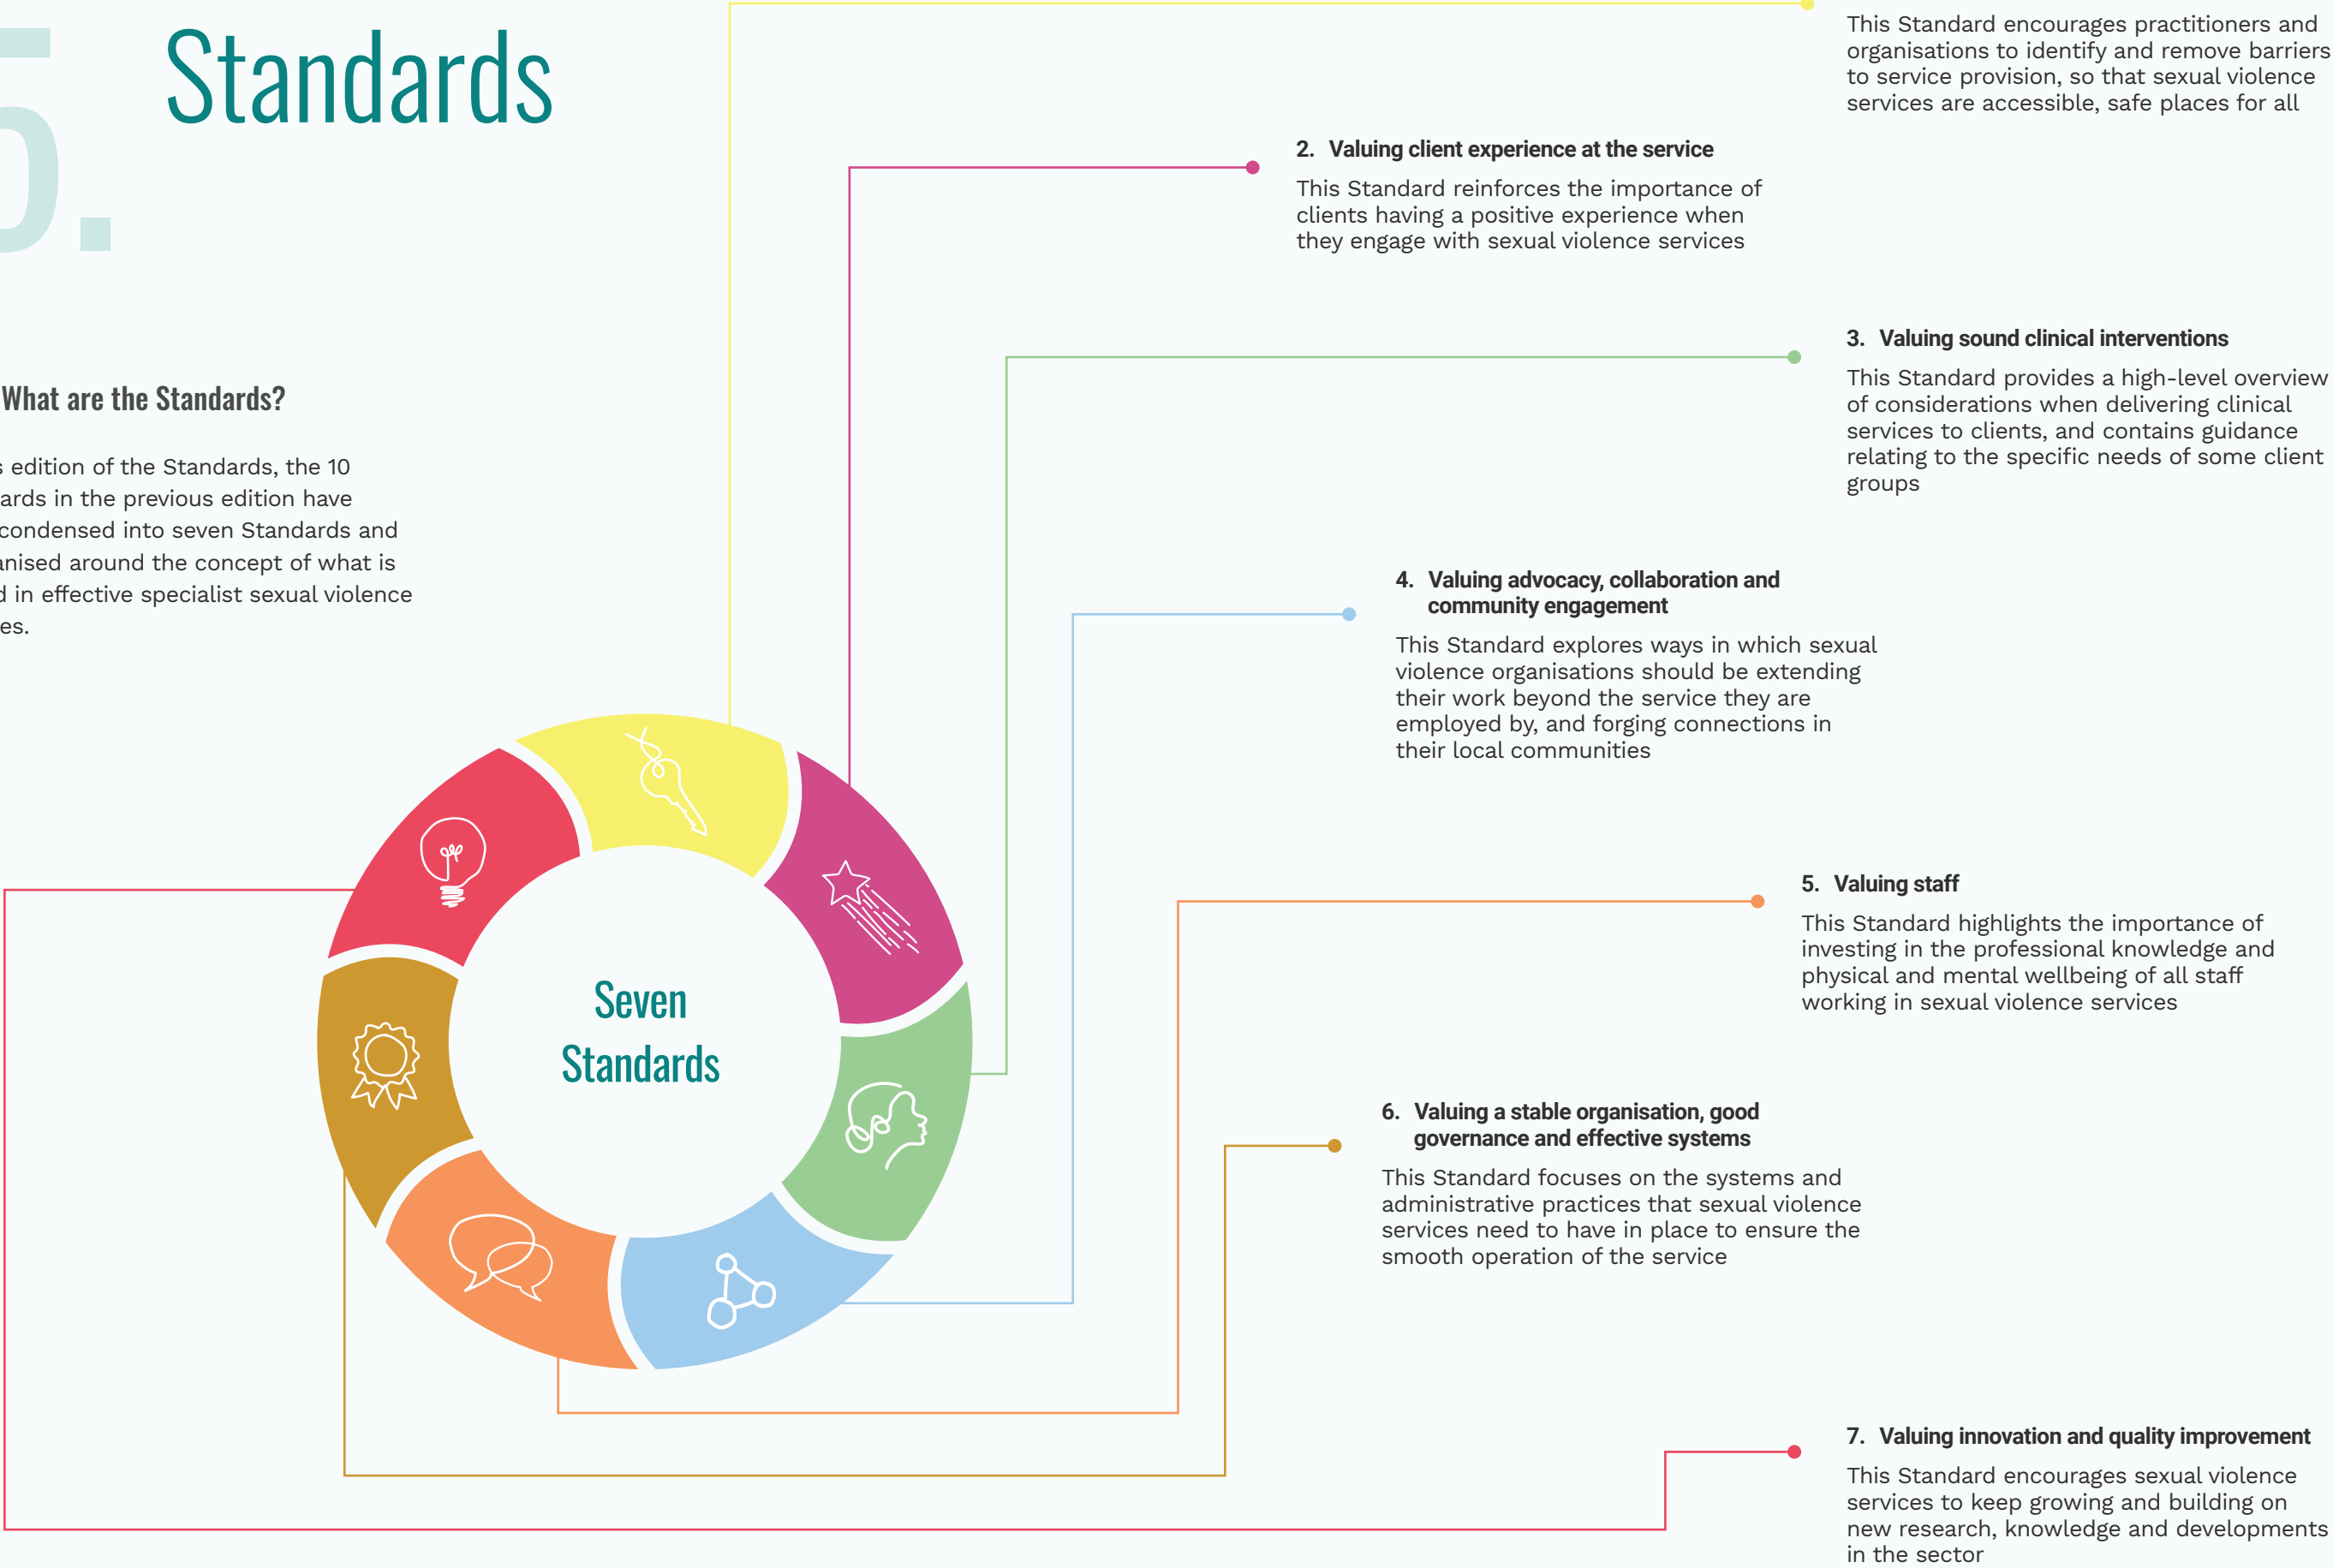 5.
Standards
What are the Standards?
edition of the Standards, the 10
in the previous edition have
condensed into seven Standards and
around the concept of what is
in effective specialist sexual violence
Seven
Standards
This Standard encourages practitioners and
organisations to identify and remove barriers
to service provision, so that sexual violence
services are accessible, safe places for all
2. Valuing client experience at the service
This Standard reinforces the importance of
clients having a positive experience when
they engage with sexual violence services
3. Valuing sound clinical interventions
This Standard provides a high-level overview
of considerations when delivering clinical
services to clients, and contains guidance
relating to the specific needs of some client
groups
4. Valuing advocacy, collaboration and
community engagement
This Standard explores ways in which sexual
violence organisations should be extending
their work beyond the service they are
employed by, and forging connections in
their local communities
5. Valuing staff
This Standard highlights the importance of
investing in the professional knowledge and
physical and mental wellbeing of all staff
working in sexual violence services
6. Valuing a stable organisation, good
governance and effective systems
This Standard focuses on the systems and
administrative practices that sexual violence
services need to have in place to ensure the
smooth operation of the service
7. Valuing innovation and quality improvement
This Standard encourages sexual violence
services to keep growing and building on
new research, knowledge and developments
in the sector